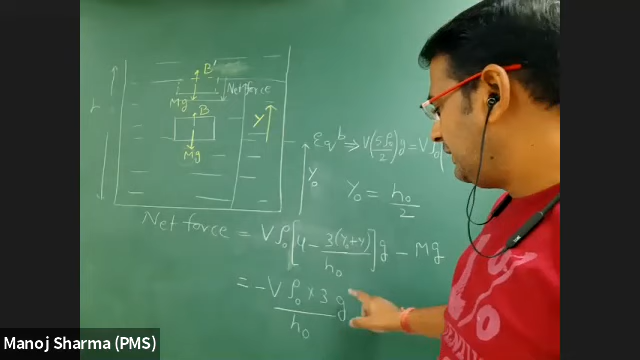 B'
Mg
Net force
B
Y
Mg
Eqb ⇒ V(5ρ₀/2)g = Vρ₀
Y₀
Y₀ = h₀/2
Net force = Vρ₀[4 - 3(Y₀+Y)/h₀]g - Mg
= -Vρ₀ × 3g/h₀
Manoj Sharma (PMS)